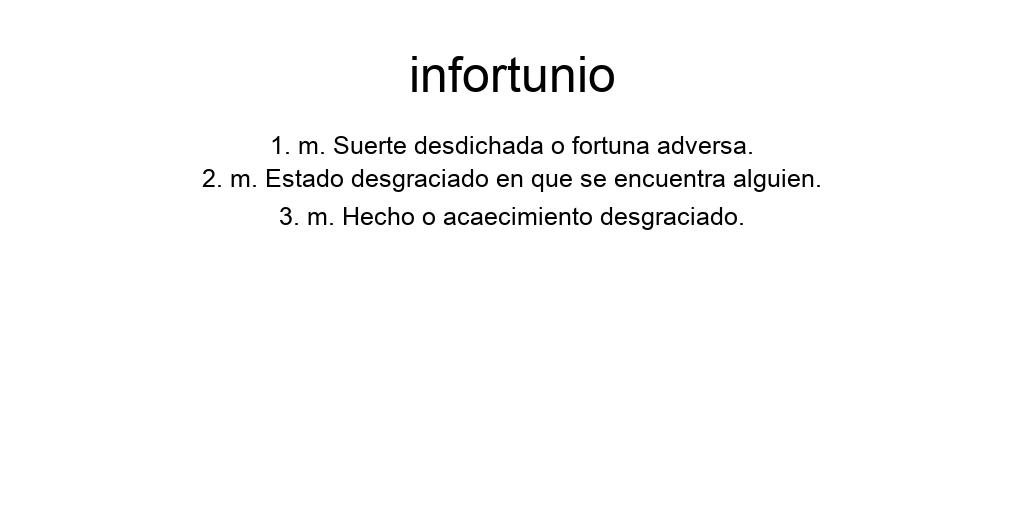 infortunio
1. m. Suerte desdichada o fortuna adversa.
2. m. Estado desgraciado en que se encuentra alguien.
3. m. Hecho o acaecimiento desgraciado.